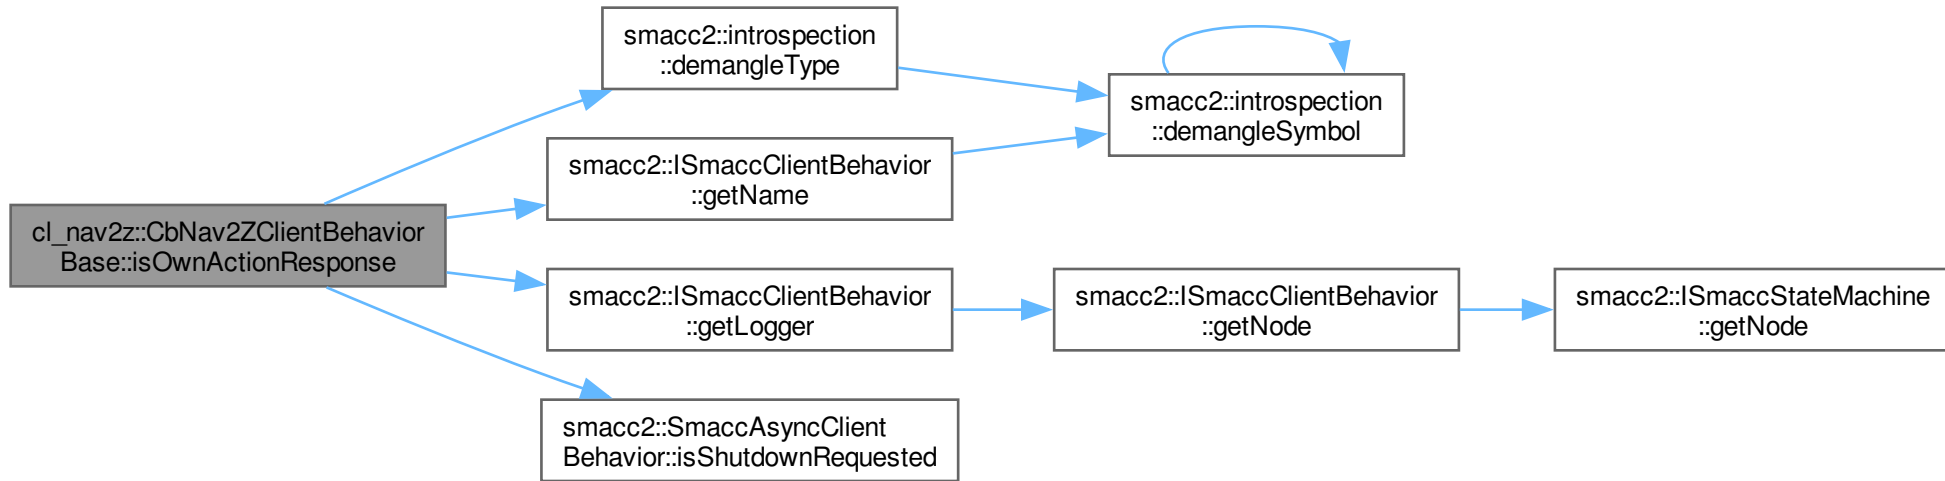 smacc2::introspection
::demangleType
smacc2::introspection
::demangleSymbol
smacc2::ISmaccClientBehavior
::getName
cl_nav2z::CbNav2ZClientBehavior
Base::isOwnActionResponse
smacc2::ISmaccClientBehavior
::getLogger
smacc2::ISmaccClientBehavior
::getNode
smacc2::ISmaccStateMachine
::getNode
smacc2::SmaccAsyncClient
Behavior::isShutdownRequested